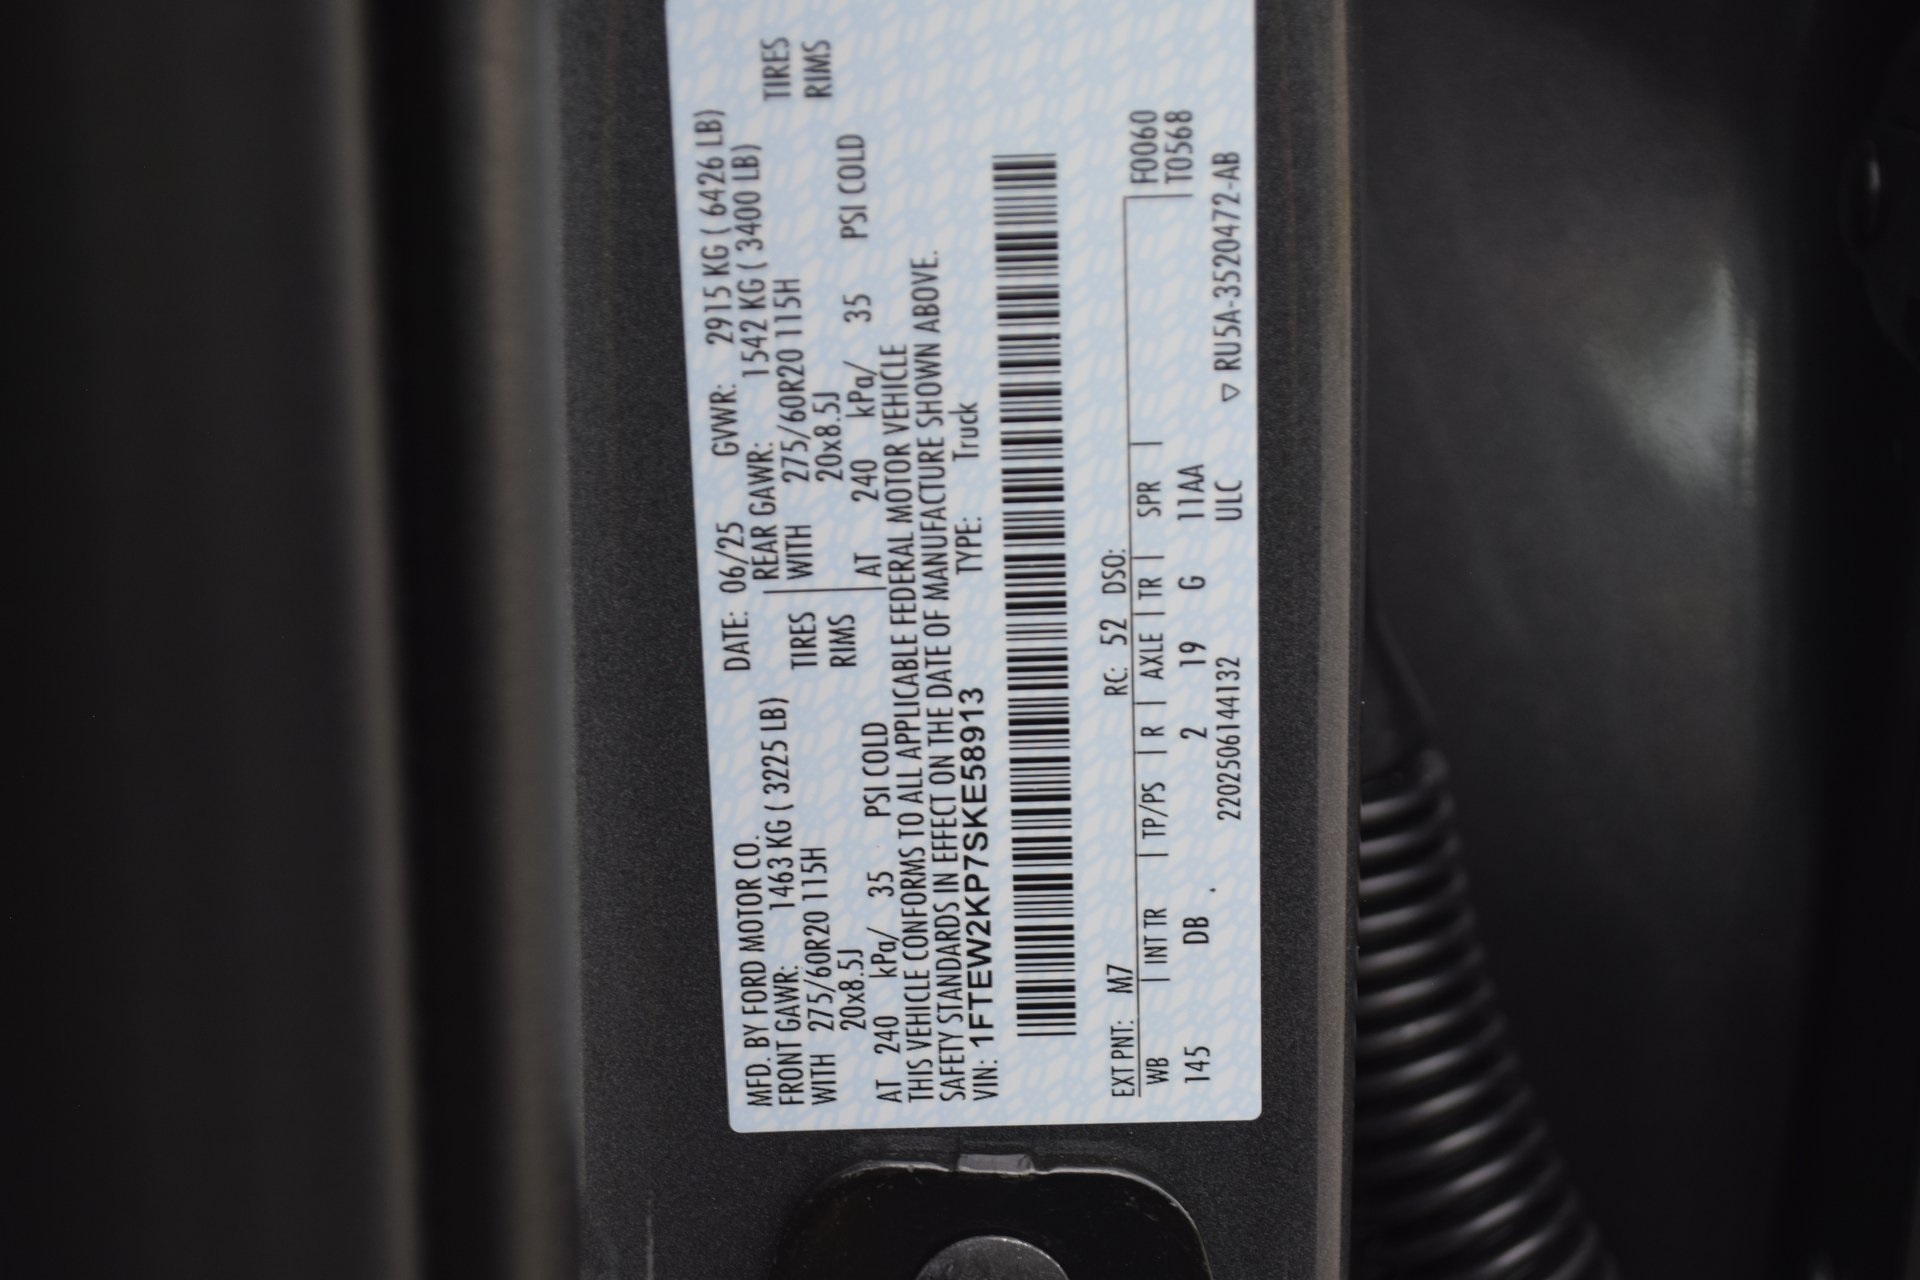 MFD. BY FORD MOTOR CO. DATE: 06/25 GVWR: 2915 KG ( 6426 LB)
FRONT GAWR: 1463 KG ( 3225 LB) REAR GAWR: 1542 KG ( 3400 LB)
WITH 275/60R20 115H TIRES WITH 275/60R20 115H TIRES
20x8.5J RIMS 20x8.5J RIMS
AT 240 kPa/ 35 PSI COLD AT 240 kPa/ 35 PSI COLD
THIS VEHICLE CONFORMS TO ALL APPLICABLE FEDERAL MOTOR VEHICLE
SAFETY STANDARDS IN EFFECT ON THE DATE OF MANUFACTURE SHOWN ABOVE.
VIN: 1FTEW2KP7SKE58913 TYPE: Truck
EXT PNT: M7 RC: 52 DSO: F0060
WB INT TR TP/PS R AXLE TR SPR T0568
145 DB . 2 19 G 11AA
2202506144132 ULC ▽ RU5A-3520472-AB